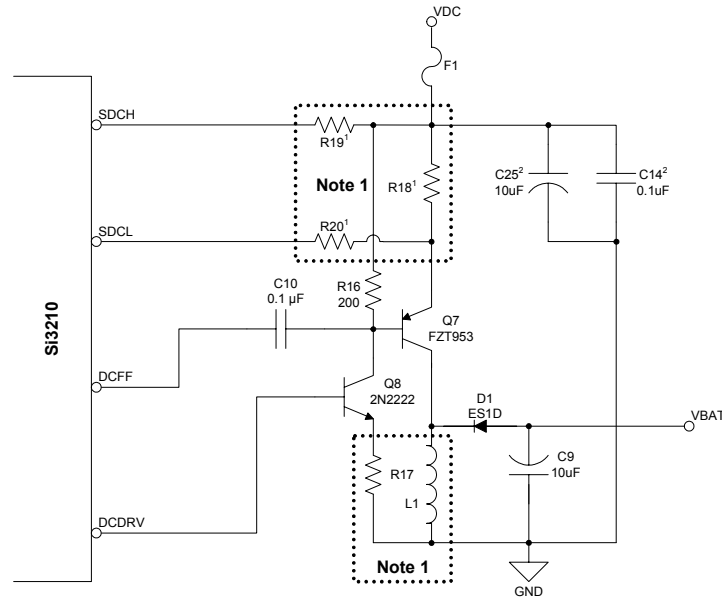 VDC
F1
SDCH
R19¹
Note 1
R18¹
C25²
10uF
C14²
0.1uF
SDCL
R20¹
R16
200
C10
0.1 µF
Q7
FZT953
Si3210
DCFF
Q8
2N2222
D1
ES1D
VBAT
R17
L1
C9
10uF
DCDRV
Note 1
GND